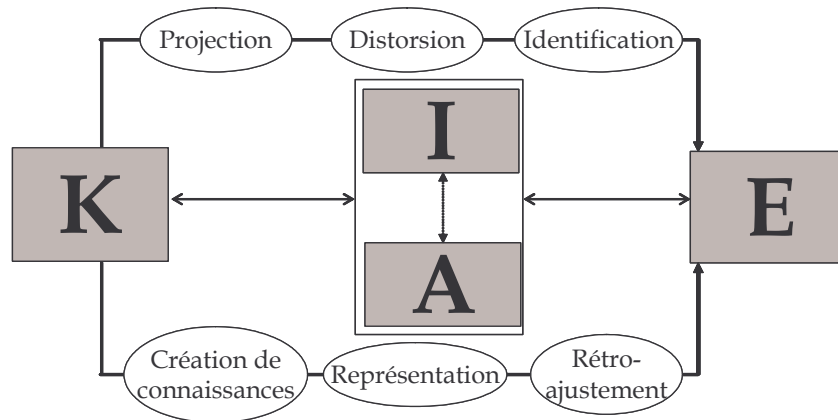 Projection
Distorsion
Identification
I
K
E
A
Création de
connaissances
Représentation
Rétro-
ajustement